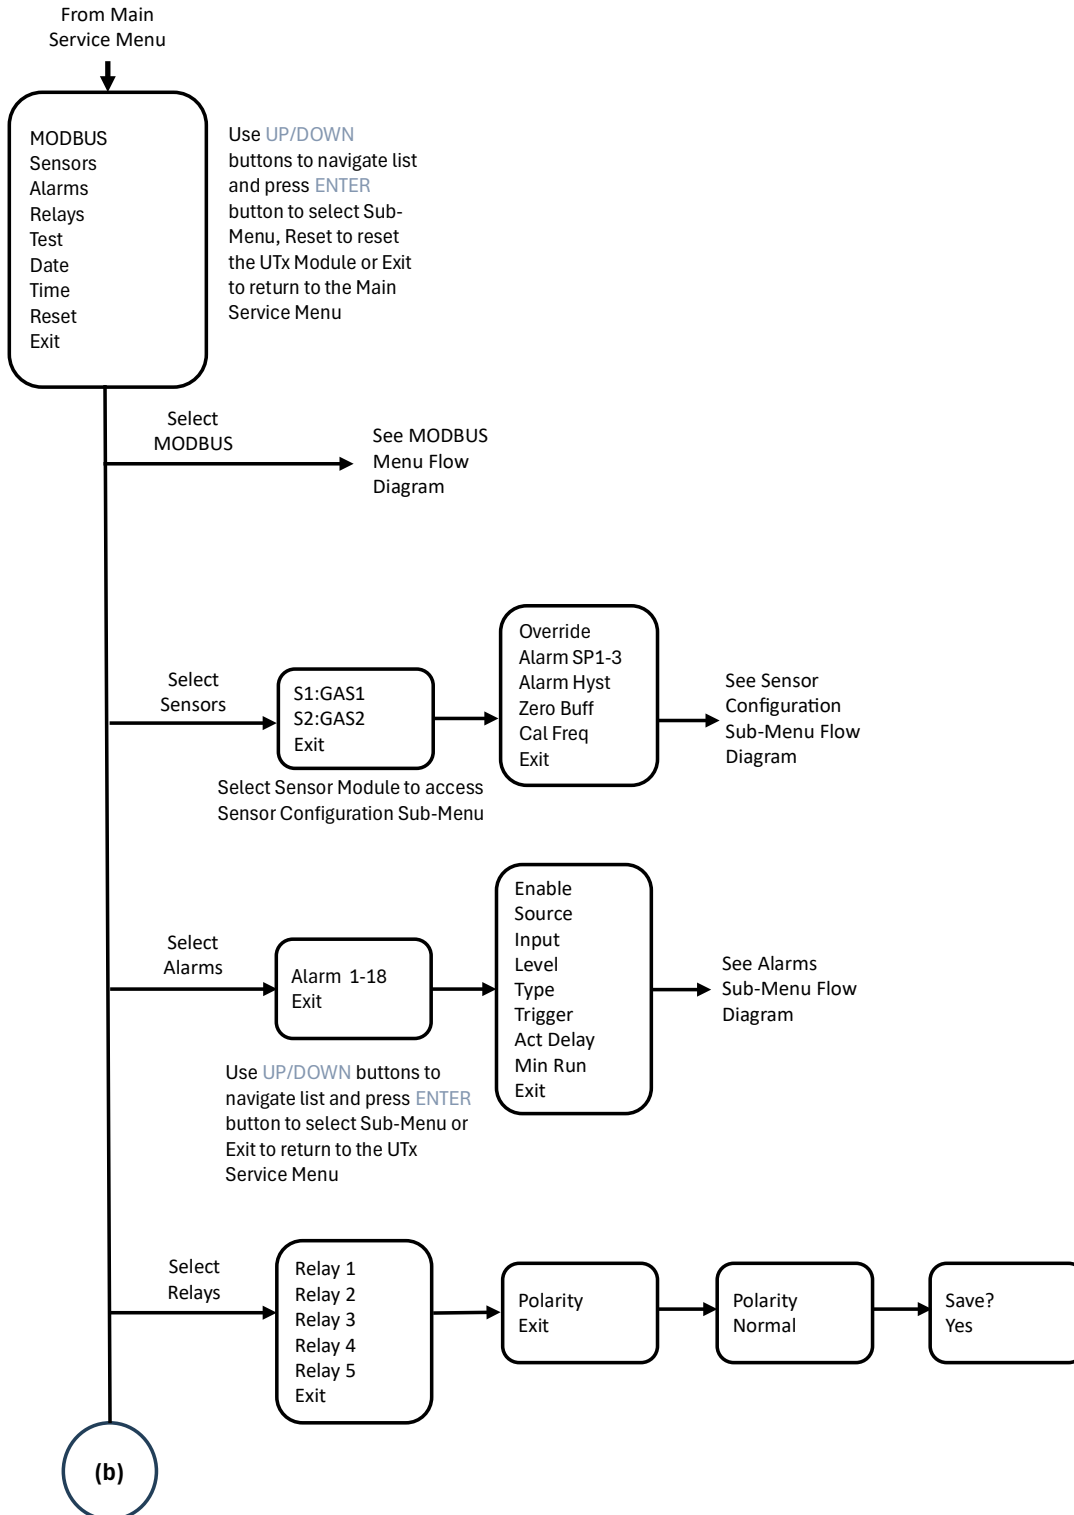 From Main
Service Menu
MODBUS
Sensors
Alarms
Relays
Test
Date
Time
Reset
Exit
Use UP/DOWN
buttons to navigate list
and press ENTER
button to select Sub-
Menu, Reset to reset
the UTx Module or Exit
to return to the Main
Service Menu
Select
MODBUS
See MODBUS
Menu Flow
Diagram
Select
Sensors
S1:GAS1
S2:GAS2
Exit
Select Sensor Module to access
Sensor Configuration Sub-Menu
Override
Alarm SP1-3
Alarm Hyst
Zero Buff
Cal Freq
Exit
See Sensor
Configuration
Sub-Menu Flow
Diagram
Select
Alarms
Alarm 1-18
Exit
Use UP/DOWN buttons to
navigate list and press ENTER
button to select Sub-Menu or
Exit to return to the UTx
Service Menu
Enable
Source
Input
Level
Type
Trigger
Act Delay
Min Run
Exit
See Alarms
Sub-Menu Flow
Diagram
Select
Relays
Relay 1
Relay 2
Relay 3
Relay 4
Relay 5
Exit
Polarity
Exit
Polarity
Normal
Save?
Yes
(b)